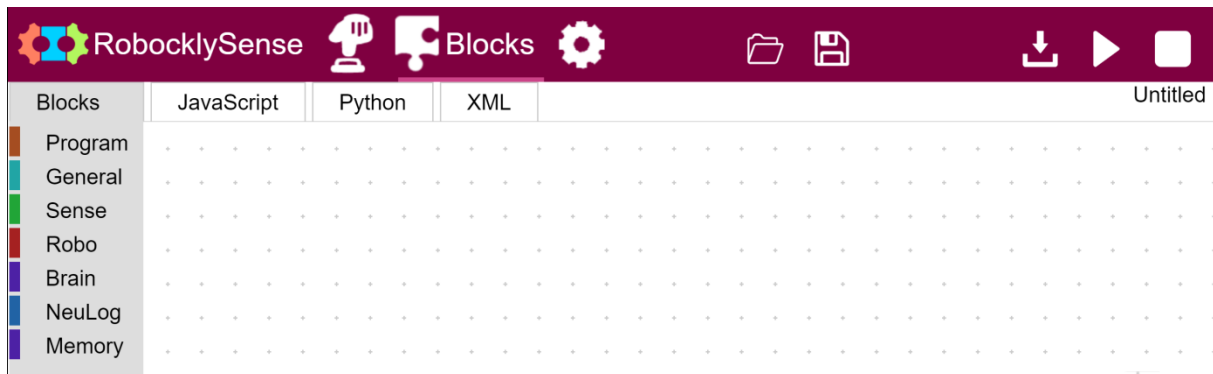 RobocklySense Blocks
Blocks JavaScript Python XML Untitled
Program
General
Sense
Robo
Brain
NeuLog
Memory